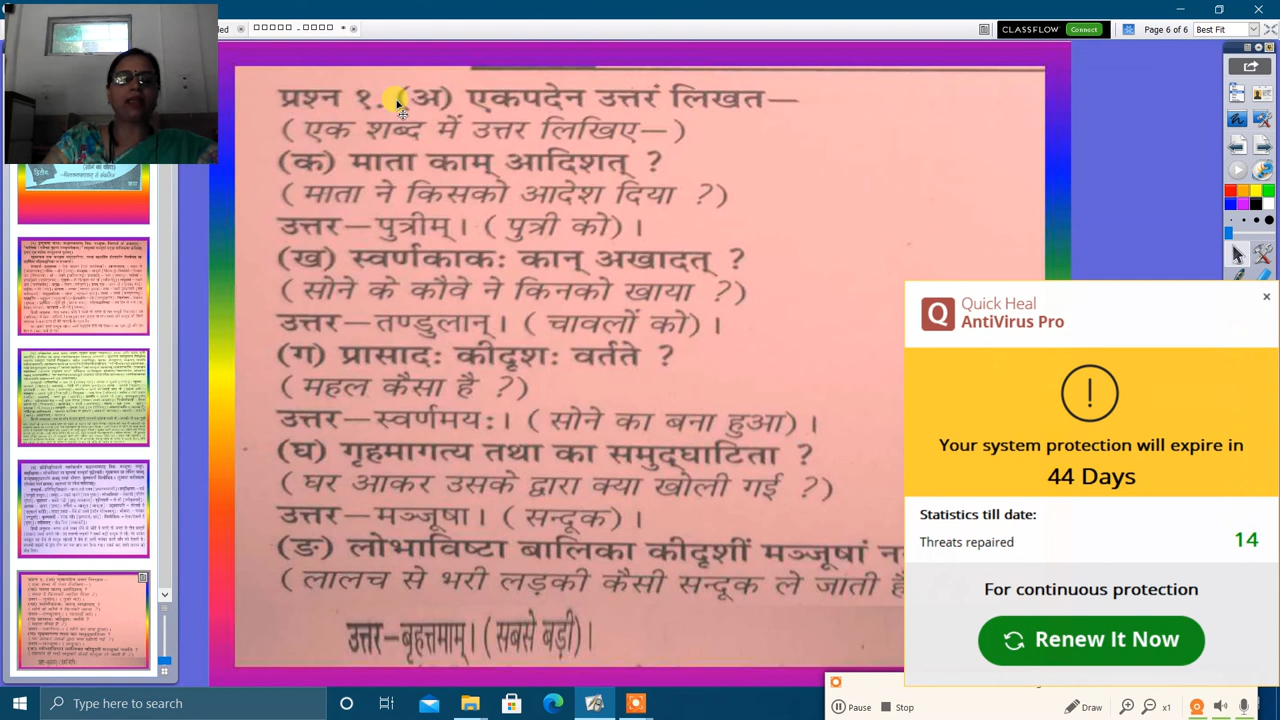 led
CLASSFLOW
Connect
Page 6 of 6
Best Fit
प्रश्न १. (अ) एकपदेन उत्तरं लिखत—
( एक शब्द में उत्तर लिखिए—)
(क) माता काम् आदिशत् ?
( माता ने किसको आदेश दिया ?)
उत्तर —पुत्रीम्। ( पुत्री को) ।
(ख) स्वर्णकाकः कान् अखादत् ?
( सोने के कौवे ने किसको खाया ?
उत्तर —ताण्डुलान् ( चावलों को) ।
(ग) प्रासादः कीदृशः वर्तते ?
( महल कैसा है ?
उत्तर—स्वर्णमय सोने का बना हुआ) ।
(घ) गृहमागत्य तया का समुद्घाटिता ?
( घर आकर उसके द्वारा क्या खोली गई ?)
उत्तर—मञ्जूषा सन्दूक) ।
(ङ) लोभाविष्टा बालिका कीदृशी मञ्जूषां
( लालच से भरी लड़की कैसी सन्दूक ले जाती
उत्तर—बृहत्तमाम् (सबसे बड़ी)।
Quick Heal
AntiVirus Pro
Your system protection will expire in
44 Days
Statistics till date:
Threats repaired 14
For continuous protection
Renew It Now
Type here to search
Pause Stop Draw x1